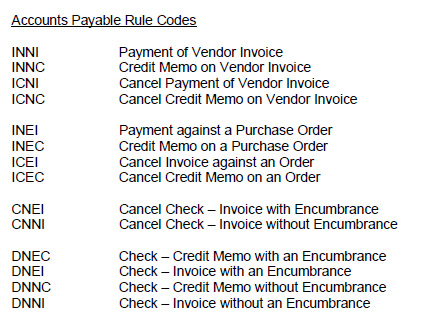 Accounts Payable Rule Codes
INNI Payment of Vendor Invoice
INNC Credit Memo on Vendor Invoice
ICNI Cancel Payment of Vendor Invoice
ICNC Cancel Credit Memo on Vendor Invoice
INEI Payment against a Purchase Order
INEC Credit Memo on a Purchase Order
ICEI Cancel Invoice against an Order
ICEC Cancel Credit Memo on an Order
CNEI Cancel Check – Invoice with Encumbrance
CNNI Cancel Check – Invoice without Encumbrance
DNEC Check – Credit Memo with an Encumbrance
DNEI Check – Invoice with an Encumbrance
DNNC Check – Credit Memo without Encumbrance
DNNI Check – Invoice without an Encumbrance